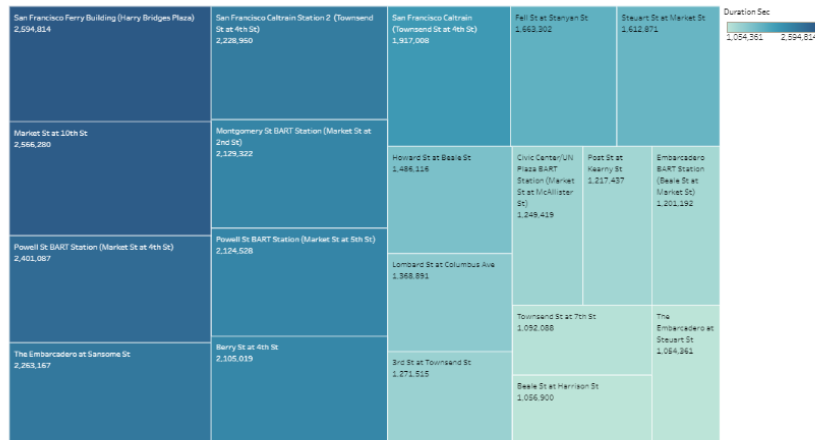 San Francisco Ferry Building (Harry Bridges Plaza)
2,594,814
Market St at 10th St
2,566,280
Powell St BART Station (Market St at 4th St)
2,401,087
The Embarcadero at Sansome St
2,263,167
San Francisco Caltrain Station 2 (Townsend
St at 4th St)
2,228,950
Montgomery St BART Station (Market St at
2nd St)
2,129,322
Powell St BART Station (Market St at 5th St)
2,124,528
Berry St at 4th St
2,105,019
San Francisco Caltrain
(Townsend St at 4th St)
1,917,008
Fell St at Stanyan St
1,663,302
Steuart St at Market St
1,612,871
Howard St at Beale St
1,486,116
Lombard St at Columbus Ave
1,368,891
3rd St at Townsend St
1,271,515
Civic Center/UN
Plaza BART
Station (Market
St at McAllister
St)
1,249,419
Post St at
Kearny St
1,217,437
Embarcadero
BART Station
(Beale St at
Market St)
1,201,192
Townsend St at 7th St
1,092,088
Beale St at Harrison St
1,056,900
The
Embarcadero at
Steuart St
1,054,361
Duration Sec
1,054,361 2,594,814